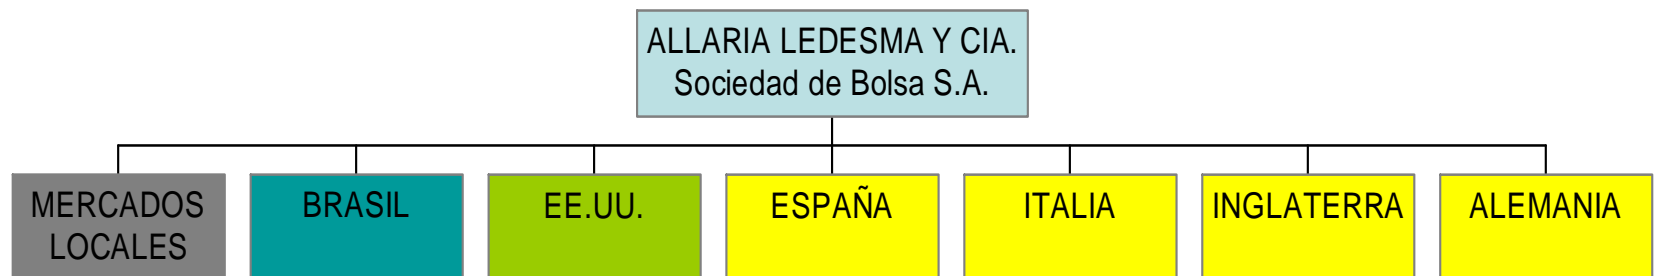 ALLARIA LEDESMA Y CIA.
Sociedad de Bolsa S.A.
MERCADOS
LOCALES
BRASIL
EE.UU.
ESPAÑA
ITALIA
INGLATERRA
ALEMANIA